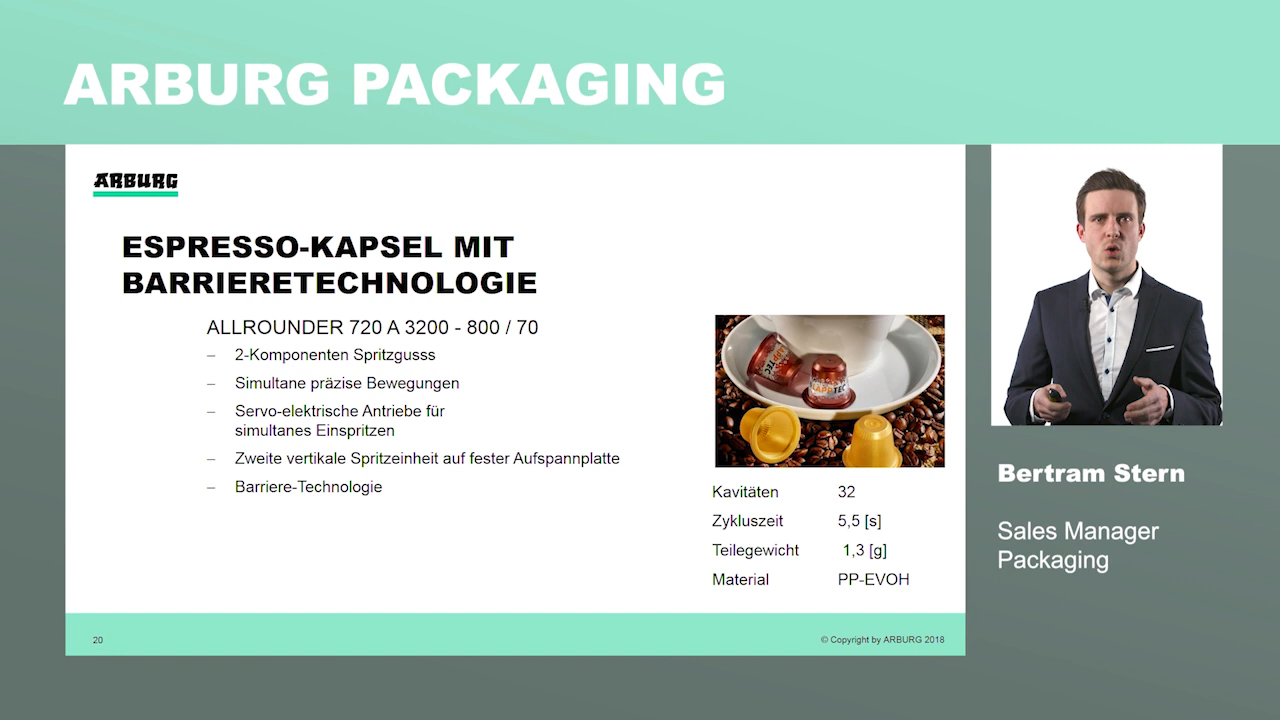 ARBURG PACKAGING
ARBURG
ESPRESSO-KAPSEL MIT
BARRIERETECHNOLOGIE
ALLROUNDER 720 A 3200 - 800 / 70
– 2-Komponenten Spritzgusss
– Simultane präzise Bewegungen
– Servo-elektrische Antriebe für
simultanes Einspritzen
– Zweite vertikale Spritzeinheit auf fester Aufspannplatte
– Barriere-Technologie
Kavitäten 32
Zykluszeit 5,5 [s]
Teilegewicht 1,3 [g]
Material PP-EVOH
20
© Copyright by ARBURG 2018
Bertram Stern
Sales Manager
Packaging